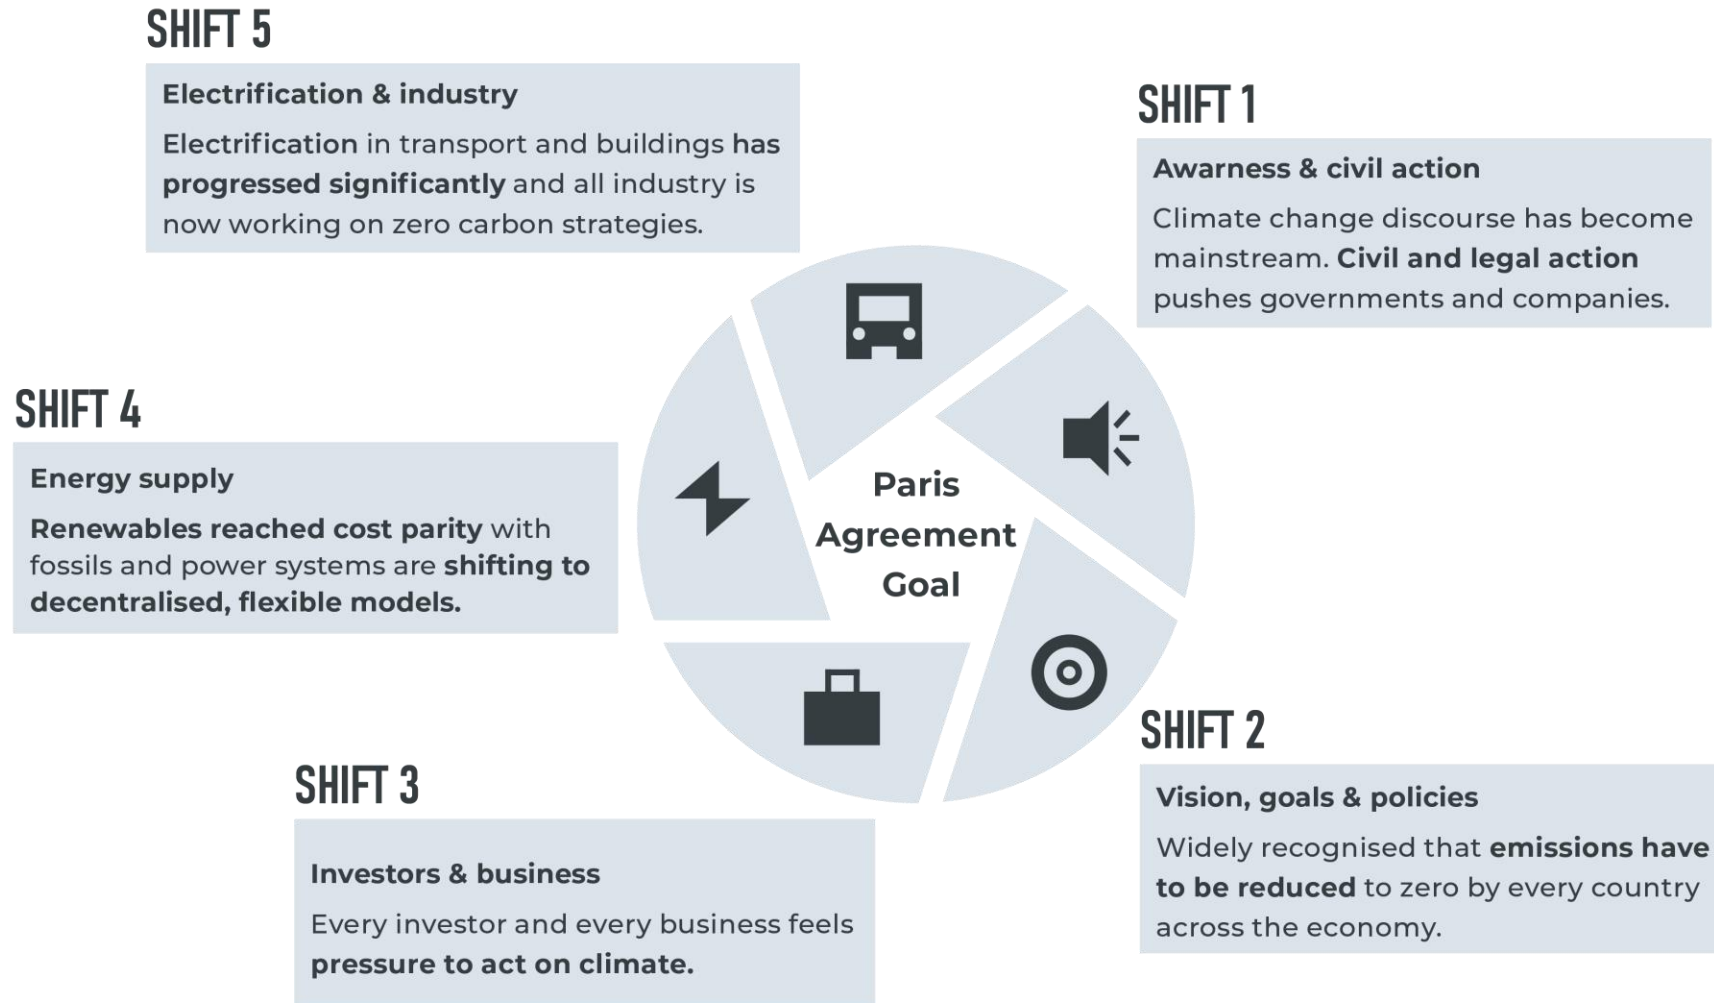 SHIFT 5
Electrification & industry
Electrification in transport and buildings has
progressed significantly and all industry is
now working on zero carbon strategies.
SHIFT 1
Awarness & civil action
Climate change discourse has become
mainstream. Civil and legal action
pushes governments and companies.
SHIFT 4
Energy supply
Renewables reached cost parity with
fossils and power systems are shifting to
decentralised, flexible models.
Paris
Agreement
Goal
SHIFT 2
Vision, goals & policies
Widely recognised that emissions have
to be reduced to zero by every country
across the economy.
SHIFT 3
Investors & business
Every investor and every business feels
pressure to act on climate.